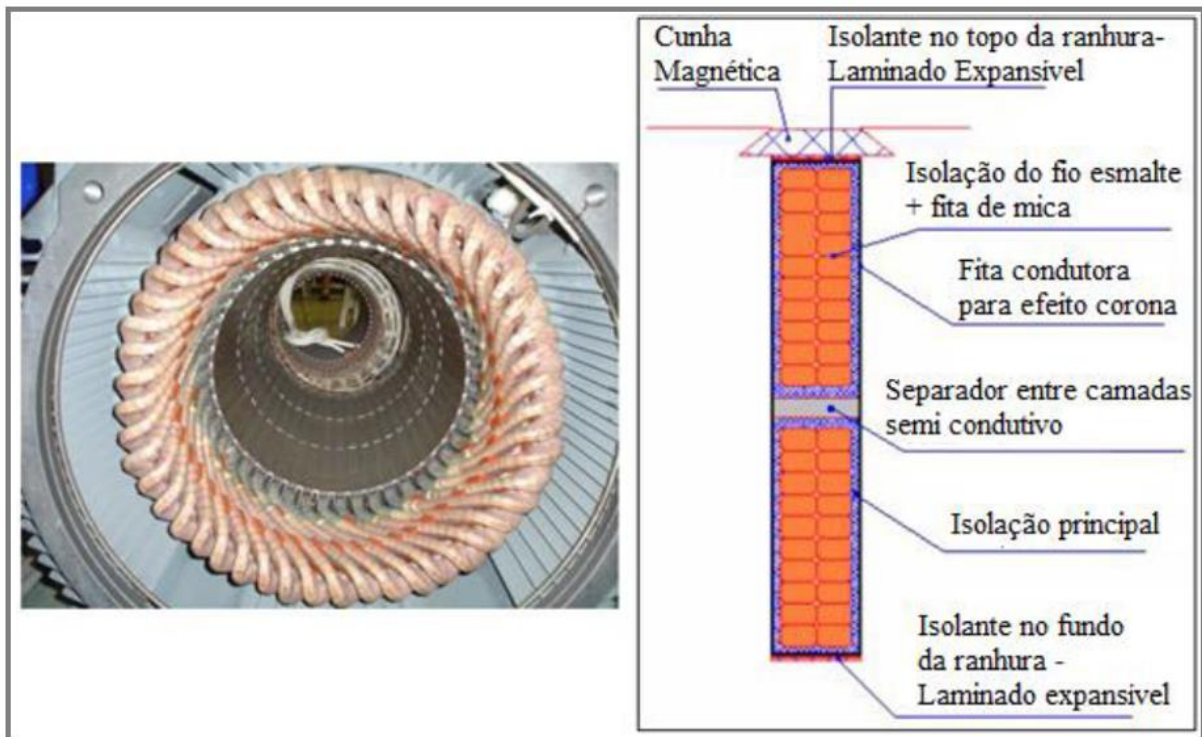 Cunha
Magnética
Isolante no topo da ranhura-
Laminado Expansível
Isolação do fio esmalte
+ fita de mica
Fita condutora
para efeito corona
Separador entre camadas
semi condutivo
Isolação principal
Isolante no fundo
da ranhura -
Laminado expansivel